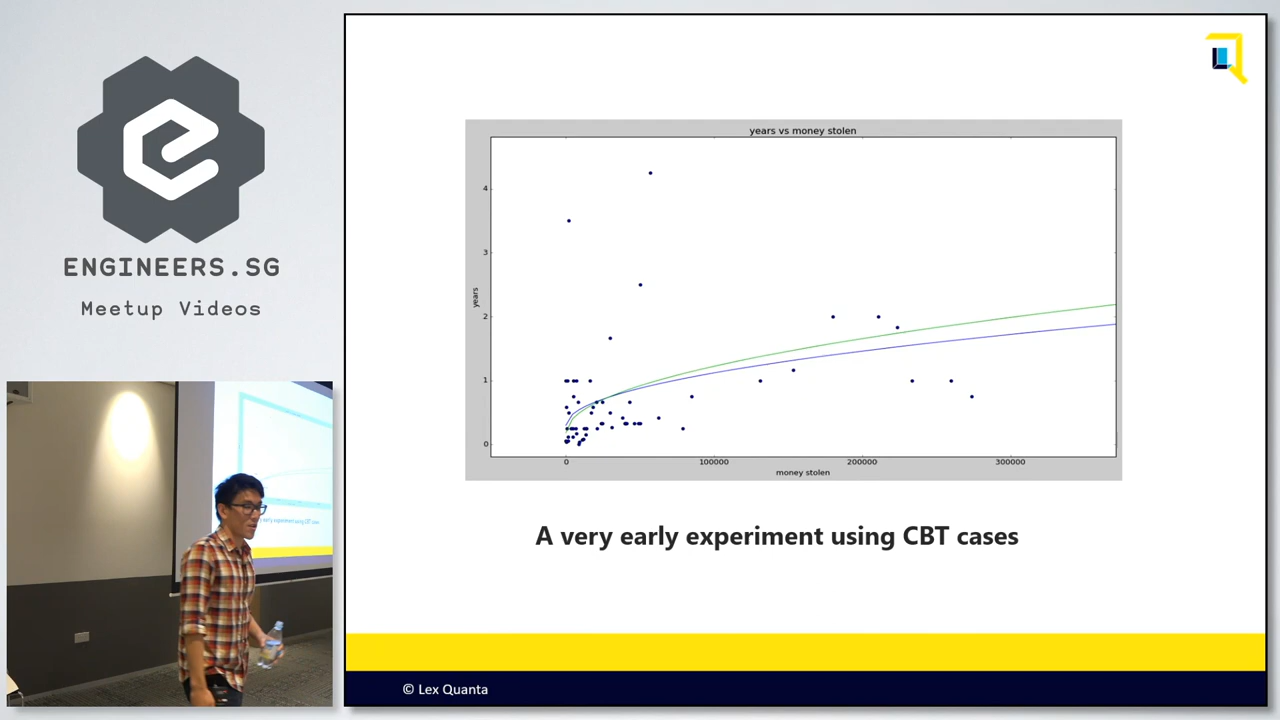 ENGINEERS.SG
Meetup Videos
years vs money stolen
years
4
3
2
1
0
0
100000
200000
300000
money stolen
A very early experiment using CBT cases
© Lex Quanta